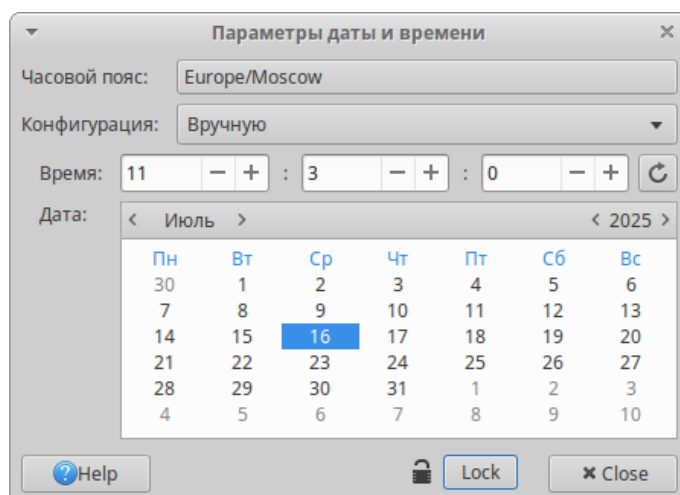 Параметры даты и времени
Часовой пояс: Europe/Moscow
Конфигурация: Вручную
Время: 11 : 3 : 0
Дата: < Июль > < 2025 >
Пн Вт Ср Чт Пт Сб Вс
30 1 2 3 4 5 6
7 8 9 10 11 12 13
14 15 16 17 18 19 20
21 22 23 24 25 26 27
28 29 30 31 1 2 3
4 5 6 7 8 9 10
Help Lock Close